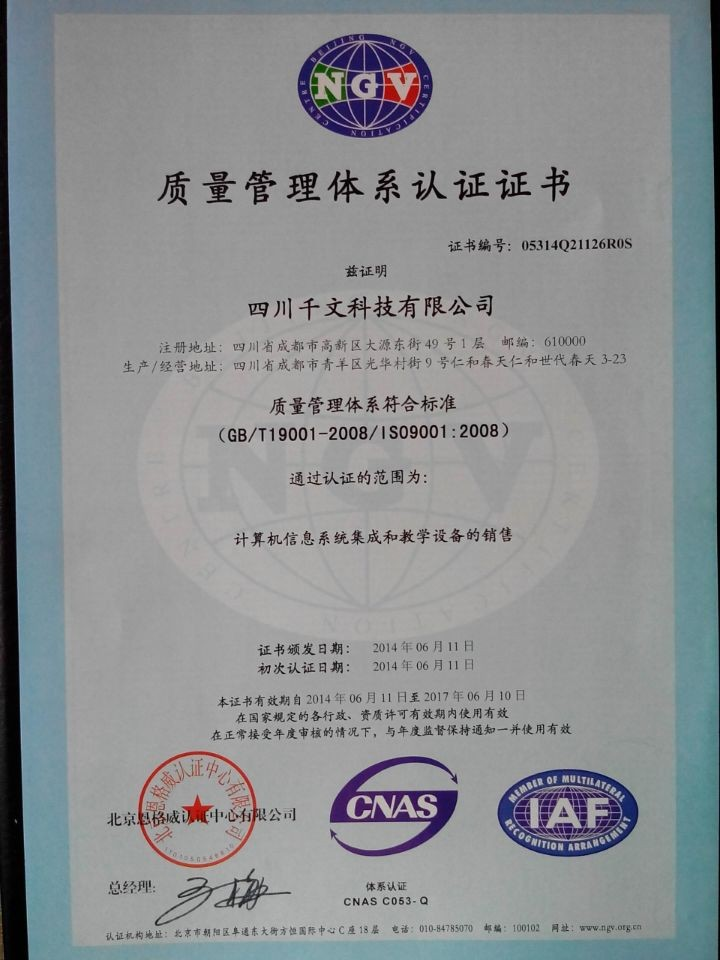 BEIJING NGV CERTIFICATION CENTRE
NGV
质量管理体系认证证书
证书编号：05314Q21126R0S
兹证明
四川千文科技有限公司
注册地址：四川省成都市高新区大源东街49号1层 邮编：610000
生产/经营地址：四川省成都市青羊区光华村街9号仁和春天仁和世代春天3-23
质量管理体系符合标准
（GB/T19001-2008/ISO9001:2008）
通过认证的范围为：
计算机信息系统集成和教学设备的销售
证书颁发日期： 2014年06月11日
初次认证日期： 2014年06月11日
本证书有效期自2014年06月11日至2017年06月10日
在国家规定的各行政、资质许可有效期内使用有效
在正常接受年度审核的情况下，与年度监督保持通知一并使用有效
北京恩格威认证中心有限公司
北京恩格威认证中心有限公司
CNAS
MEMBER OF MULTILATERAL
IAF
RECOGNITION ARRANGEMENT
总经理：
体系认证
CNAS C053-Q
认证机构地址：北京市朝阳区阜通东大街方恒国际中心C座18层 电话：010-84785070 邮编：100102 网址：www.ngv.org.cn